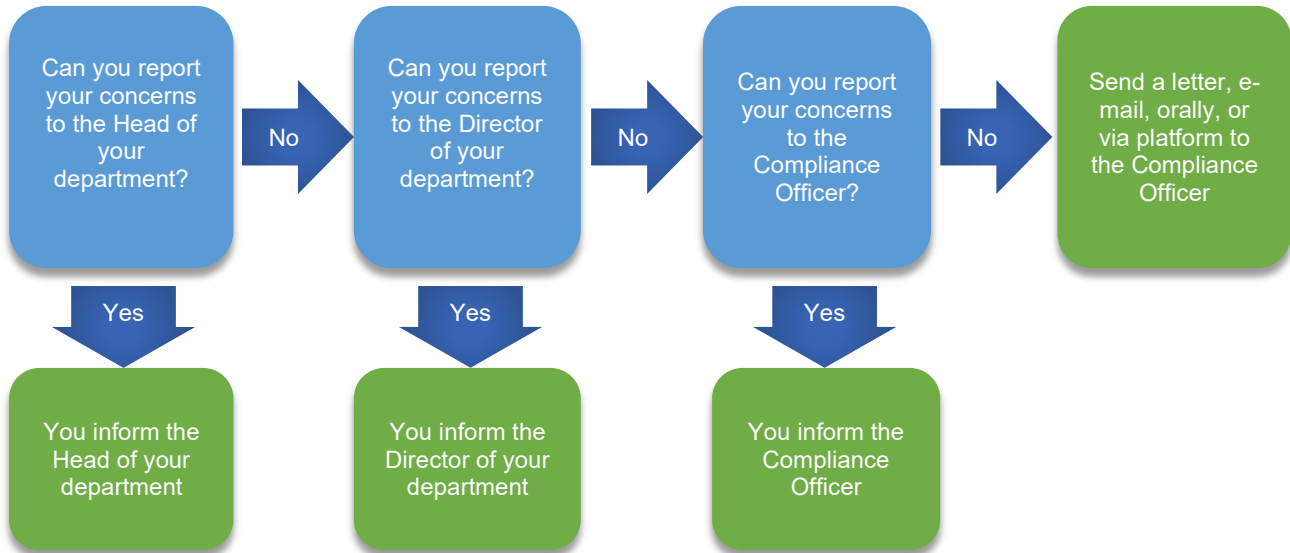 Can you report
your concerns
to the Head of
your
department?
No
Can you report
your concerns
to the Director
of your
department?
No
Can you report
your concerns
to the
Compliance
Officer?
No
Send a letter, e-
mail, orally, or
via platform to
the Compliance
Officer
Yes
Yes
Yes
You inform the
Head of your
department
You inform the
Director of your
department
You inform the
Compliance
Officer